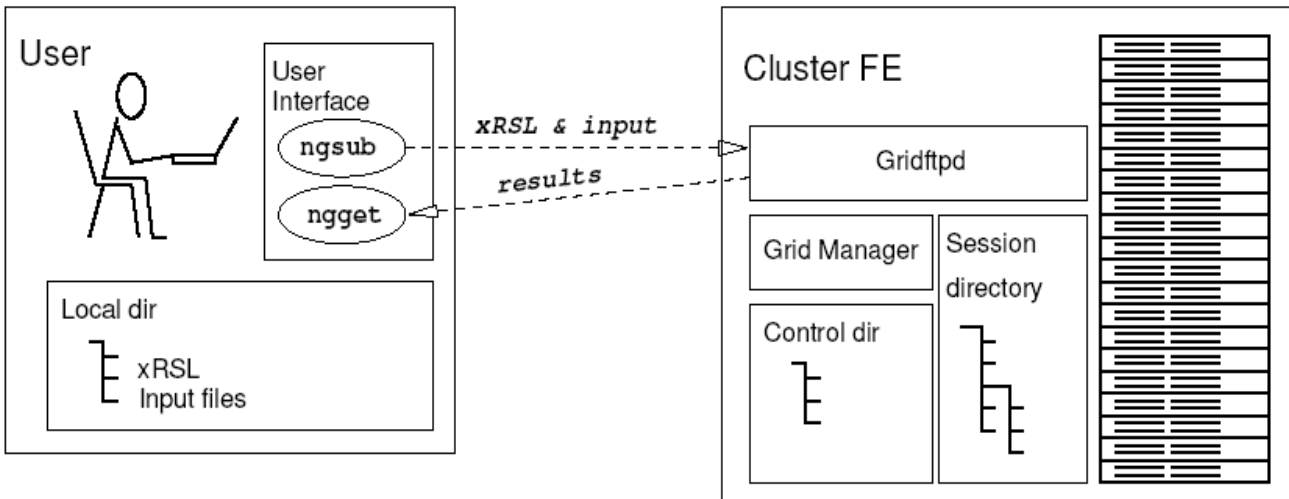 User
User
Interface
ngsub
ngget
Local dir
xRSL
Input files
xRSL & input
results
Cluster FE
Gridftpd
Grid Manager
Session
directory
Control dir